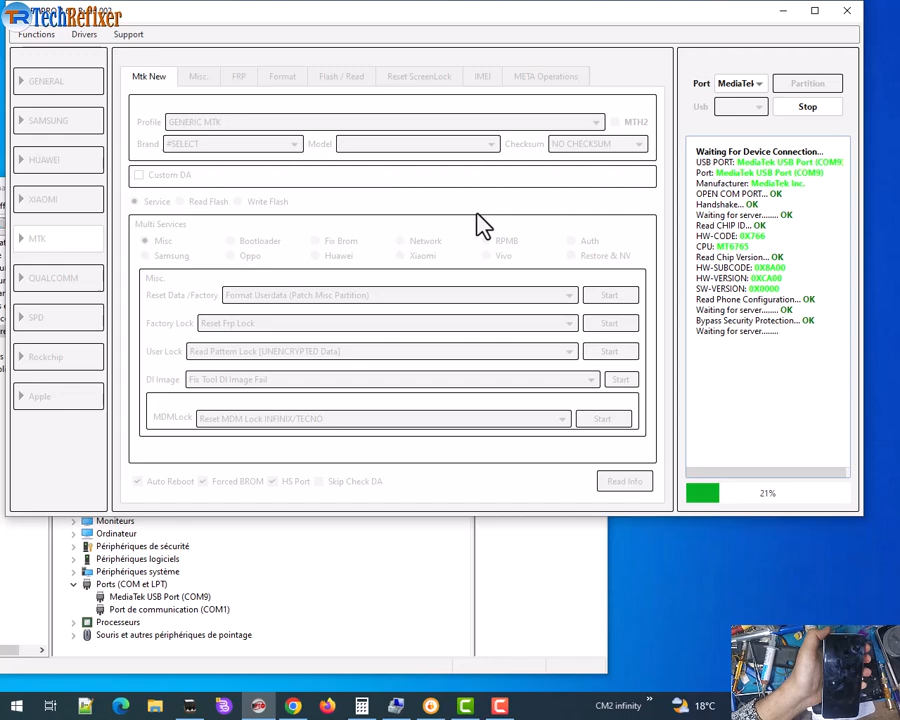 TechRefixer
Functions Drivers Support
GENERAL
SAMSUNG
HUAWEI
XIAOMI
MTK
QUALCOMM
SPD
Rockchip
Apple
Mtk New Misc. FRP Format Flash / Read Reset ScreenLock IMEI META Operations
Profile GENERIC MTK MTH2
Brand #SELECT Model Checksum NO CHECKSUM
Custom DA
Service Read Flash Write Flash
Multi Services
Misc Bootloader Fix Brom Network RPMB Auth
Samsung Oppo Huawei Xiaomi Vivo Restore & NV
Misc.
Reset Data /Factory Format Userdata (Patch Misc Partition) Start
Factory Lock Reset Frp Lock Start
User Lock Read Pattern Lock [UNENCRYPTED Data] Start
DI Image Fix Tool DI Image Fail Start
MDMLock Reset MDM Lock INFINIX/TECNO Start
Auto Reboot Forced BROM HS Port Skip Check DA Read Info
Port MediaTek Partition
Usb Stop
Waiting For Device Connection...
USB PORT: MediaTek USB Port (COM9)
Port: MediaTek USB Port (COM9)
Manufacturer: MediaTek Inc.
OPEN COM PORT... OK
Handshake... OK
Waiting for server....... OK
Read CHIP ID... OK
HW-CODE: 0X766
CPU: MT6765
Read Chip Version... OK
HW-SUBCODE: 0X8A00
HW-VERSION: 0XCA00
SW-VERSION: 0X0000
Read Phone Configuration... OK
Waiting for server........ OK
Bypass Security Protection... OK
Waiting for server........
21%
Moniteurs
Ordinateur
Périphériques de sécurité
Périphériques logiciels
Périphériques système
Ports (COM et LPT)
MediaTek USB Port (COM9)
Port de communication (COM1)
Processeurs
Souris et autres périphériques de pointage
CM2 infinity » 18°C